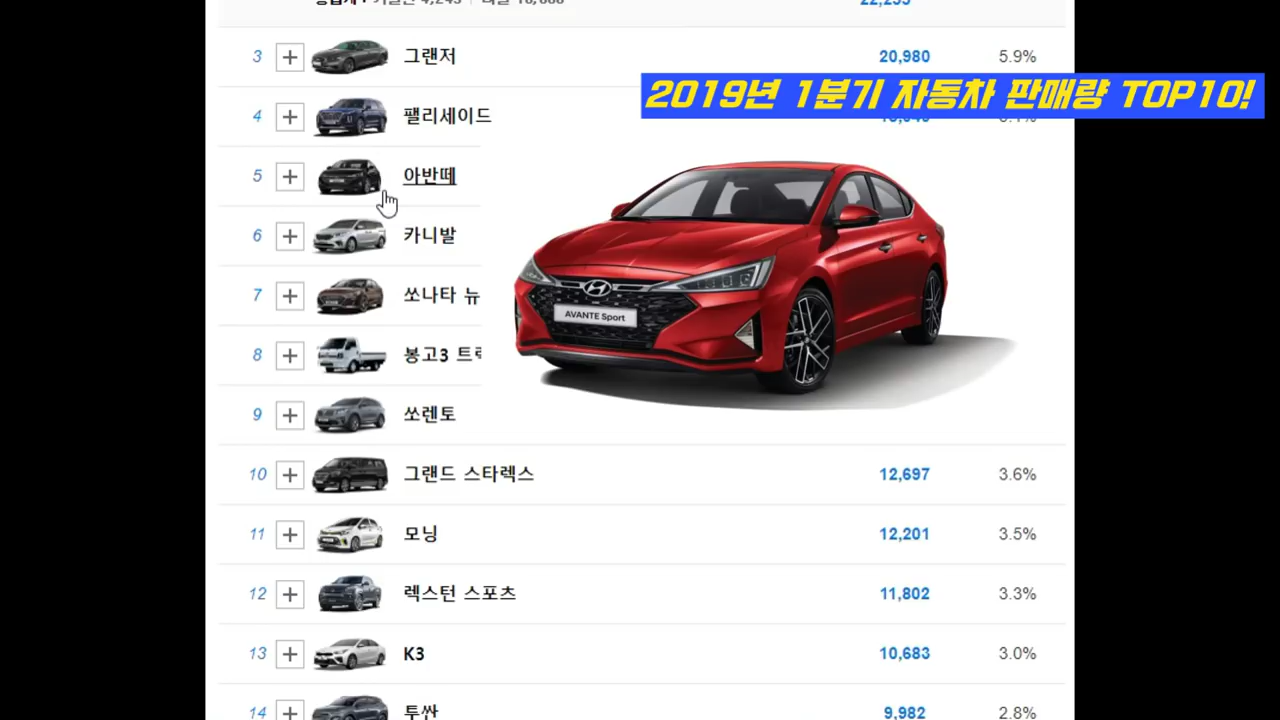 22,255
3 그랜저 20,980 5.9%
2019년 1분기 자동차 판매량 TOP10!
4 팰리세이드
5 아반떼
6 카니발
AVANTE Sport
7 쏘나타 뉴
8 봉고3
9 쏘렌토
10 그랜드 스타렉스 12,697 3.6%
11 모닝 12,201 3.5%
12 렉스턴 스포츠 11,802 3.3%
13 K3 10,683 3.0%
14 투싼 9,982 2.8%